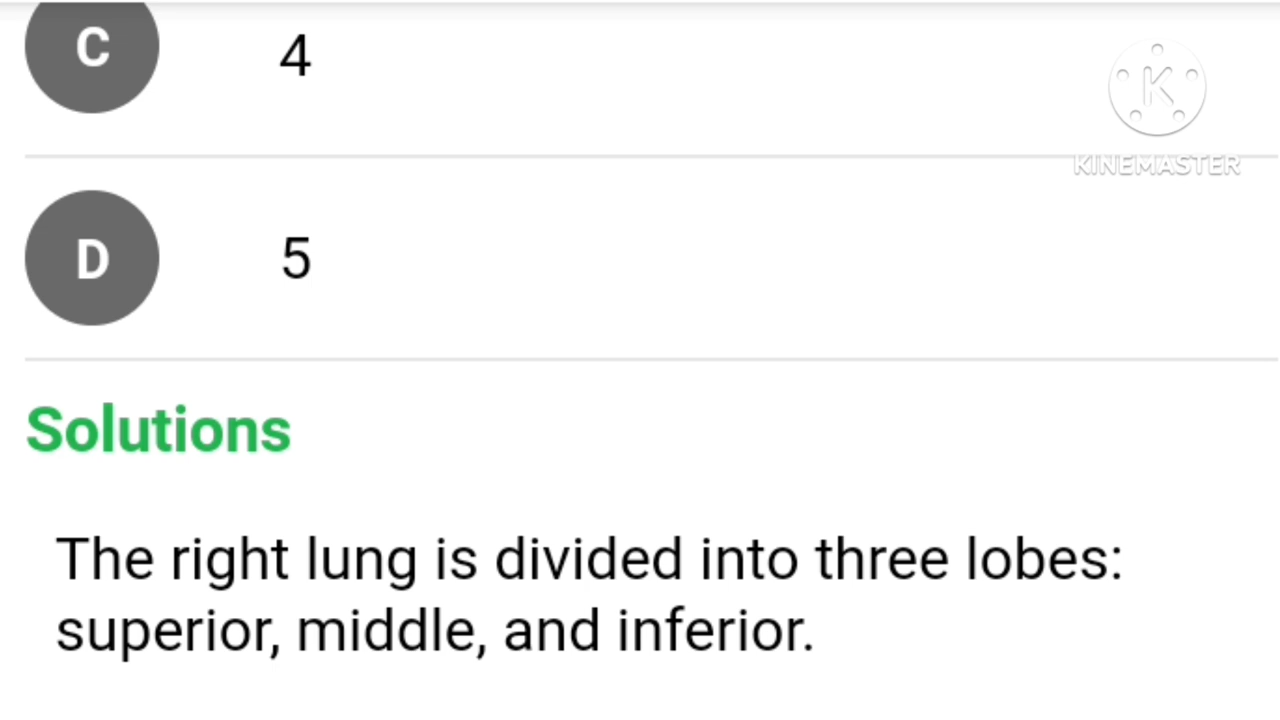 C 4
K
KINEMASTER
D 5
Solutions
The right lung is divided into three lobes:
superior, middle, and inferior.